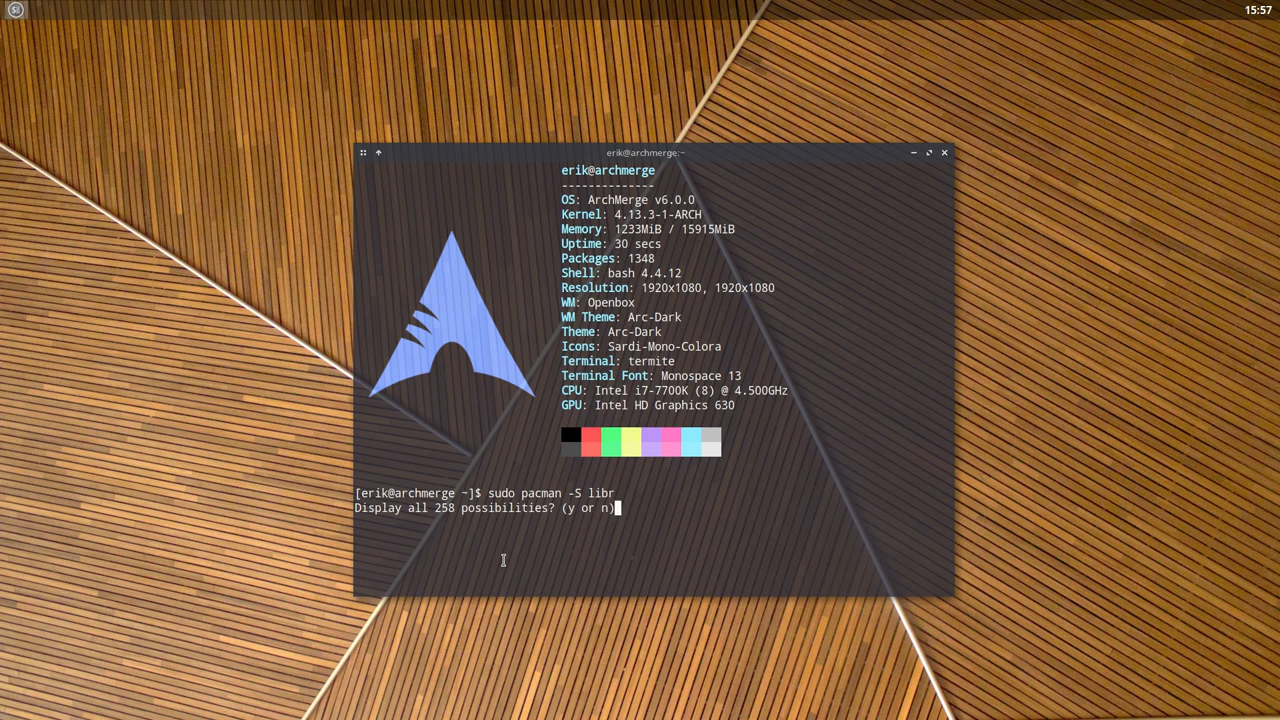 15:57
erik@archmerge:~
erik@archmerge
--------------
OS: ArchMerge v6.0.0
Kernel: 4.13.3-1-ARCH
Memory: 1233MiB / 15915MiB
Uptime: 30 secs
Packages: 1348
Shell: bash 4.4.12
Resolution: 1920x1080, 1920x1080
WM: Openbox
WM Theme: Arc-Dark
Theme: Arc-Dark
Icons: Sardi-Mono-Colora
Terminal: termite
Terminal Font: Monospace 13
CPU: Intel i7-7700K (8) @ 4.500GHz
GPU: Intel HD Graphics 630
[erik@archmerge ~]$ sudo pacman -S libr
Display all 258 possibilities? (y or n)